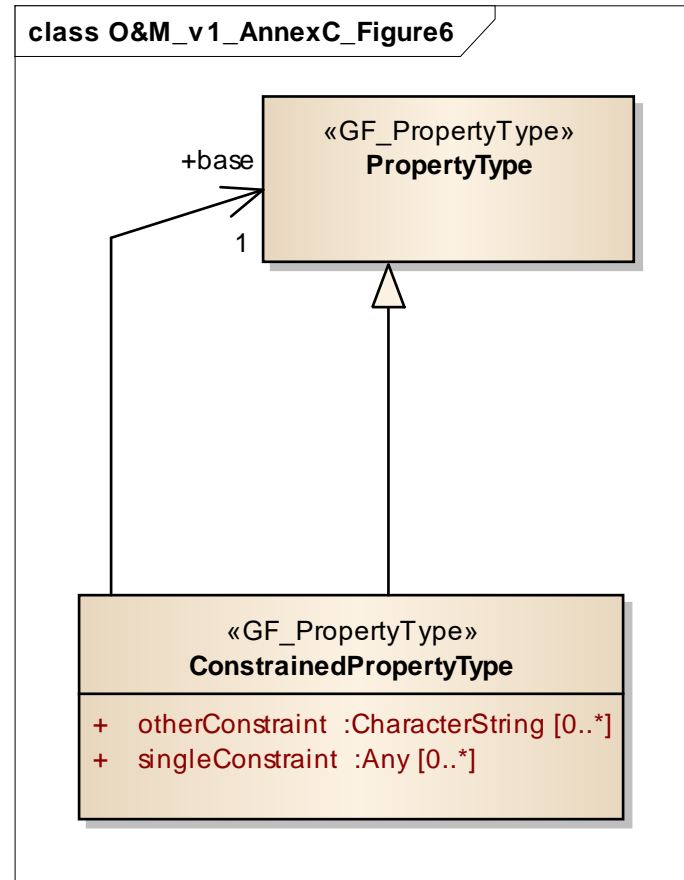 class O&M_v1_AnnexC_Figure6
«GF_PropertyType»
PropertyType
+base
1
«GF_PropertyType»
ConstrainedPropertyType
+ otherConstraint :CharacterString [0..*]
+ singleConstraint :Any [0..*]